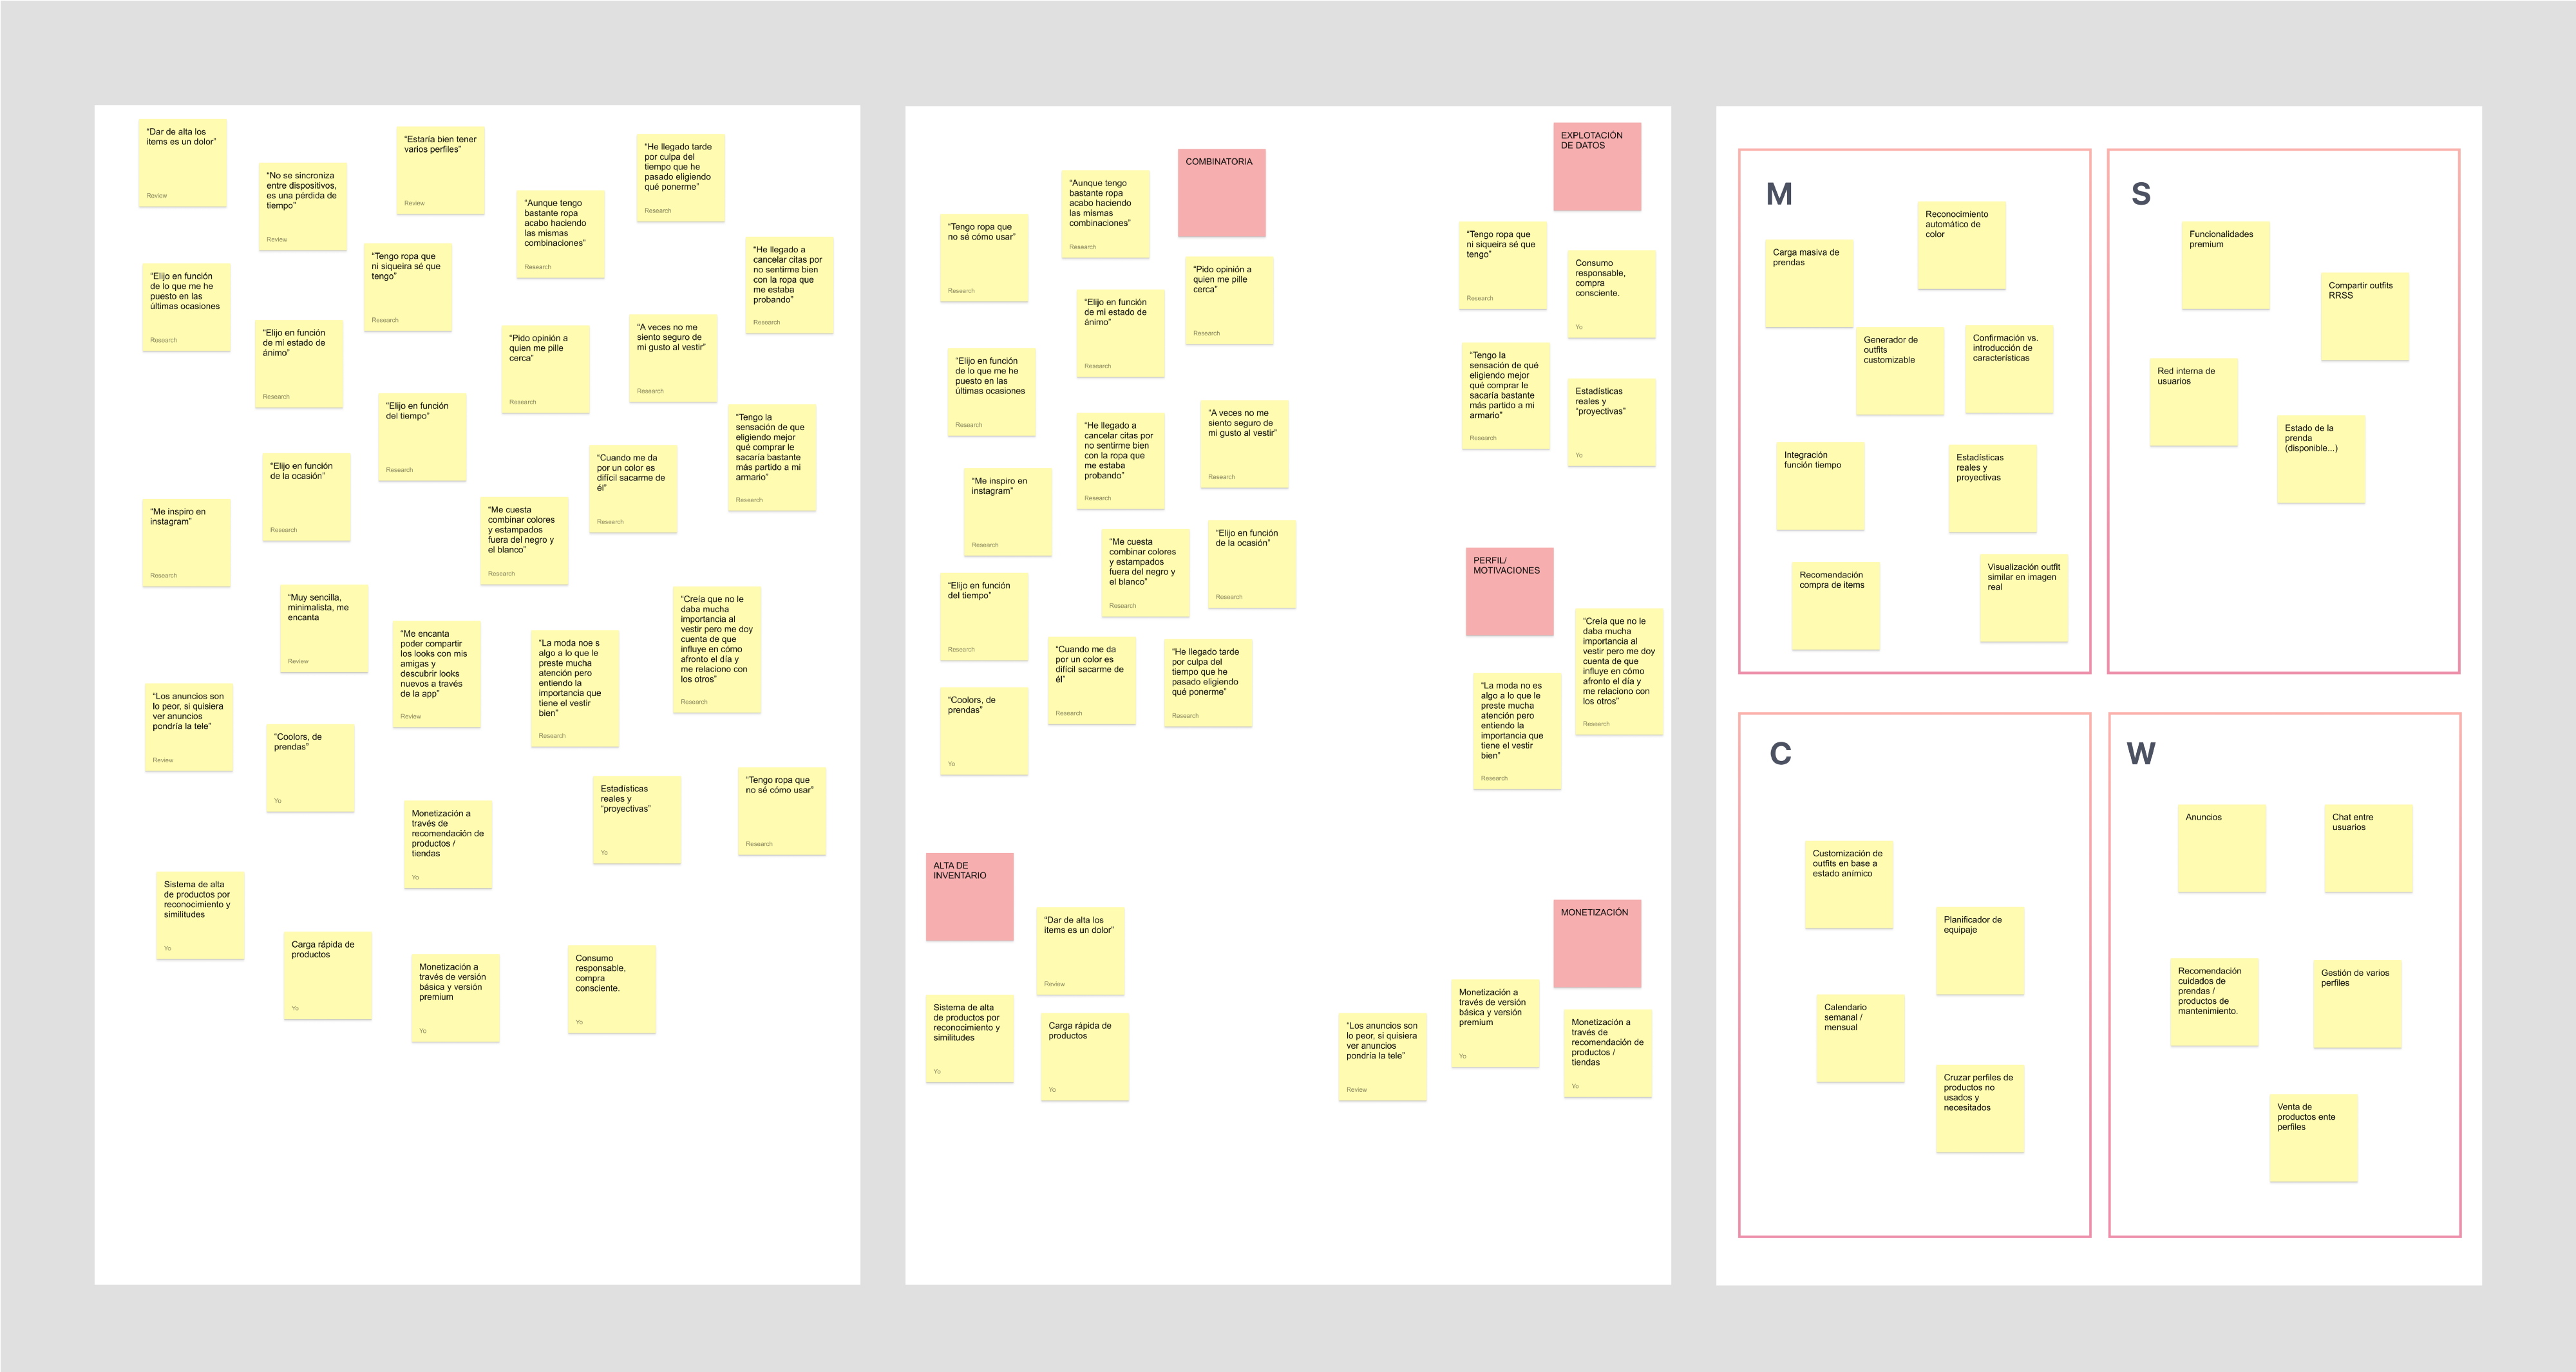 “Dar de alta los
items es un dolor”
Review
“No se sincroniza
entre dispositivos,
es una pérdida de
tiempo”
Review
“Estaría bien tener
varios perfiles”
Review
“Aunque tengo
bastante ropa
acabo haciendo
las mismas
combinaciones”
Research
“He llegado tarde
por culpa del
tiempo que he
pasado eligiendo
qué ponerme”
Research
“He llegado a
cancelar citas por
no sentirme bien
con la ropa que
me estaba
probando”
Research
“Elijo en función
de lo que me he
puesto en las
últimas ocasiones
Research
“Tengo ropa que
ni siqueira sé que
tengo”
Research
“Elijo en función
de mi estado de
ánimo”
Research
“Pido opinión a
quien me pille
cerca”
Research
“A veces no me
siento seguro de
mi gusto al vestir”
Research
“Elijo en función
del tiempo”
Research
“Tengo la
sensación de que
eligiendo mejor
qué comprar le
sacaría bastante
más partido a mi
armario”
Research
“Elijo en función
de la ocasión”
Research
“Cuando me da
por un color es
difícil sacarme de
él”
Research
“Me inspiro en
instagram”
Research
“Me cuesta
combinar colores
y estampados
fuera del negro y
el blanco”
Research
“Muy sencilla,
minimalista, me
encanta
Review
“Me encanta
poder compartir
los looks con mis
amigas y
descubrir looks
nuevos a través
de la app”
Review
“La moda noe s
algo a lo que le
preste mucha
atención pero
entiendo la
importancia que
tiene el vestir
bien”
Research
“Creía que no le
daba mucha
importancia al
vestir pero me doy
cuenta de que
influye en cómo
afronto el día y
me relaciono con
los otros”
Research
“Los anuncios son
lo peor, si quisiera
ver anuncios
pondría la tele”
Review
“Coolors, de
prendas”
Yo
Monetización a
través de
recomendación de
productos /
tiendas
Yo
Estadísticas
reales y
“proyectivas”
Yo
“Tengo ropa que
no sé cómo usar”
Research
Sistema de alta
de productos por
reconocimiento y
similitudes
Yo
Carga rápida de
productos
Yo
Monetización a
través de versión
básica y versión
premium
Yo
Consumo
responsable,
compra
consciente.
Yo
COMBINATORIA
“Aunque tengo
bastante ropa
acabo haciendo
las mismas
combinaciones”
Research
“Tengo ropa que
no sé cómo usar”
Research
“Pido opinión a
quien me pille
cerca”
Research
“Elijo en función
de mi estado de
ánimo”
Research
“Elijo en función
de lo que me he
puesto en las
últimas ocasiones
Research
“A veces no me
siento seguro de
mi gusto al vestir”
Research
“He llegado a
cancelar citas por
no sentirme bien
con la ropa que
me estaba
probando”
Research
“Me inspiro en
instagram”
Research
“Me cuesta
combinar colores
y estampados
fuera del negro y
el blanco”
Research
“Elijo en función
de la ocasión”
Research
“Elijo en función
del tiempo”
Research
“Cuando me da
por un color es
difícil sacarme de
él”
Research
“He llegado tarde
por culpa del
tiempo que he
pasado eligiendo
qué ponerme”
Research
“Coolors, de
prendas”
Yo
EXPLOTACIÓN
DE DATOS
“Tengo ropa que
ni siqueira sé que
tengo”
Research
Consumo
responsable,
compra
consciente.
Yo
“Tengo la
sensación de qué
eligiendo mejor
qué comprar le
sacaría bastante
más partido a mi
armario”
Research
Estadísticas
reales y
“proyectivas”
Yo
PERFIL/
MOTIVACIONES
“Creía que no le
daba mucha
importancia al
vestir pero me doy
cuenta de que
influye en cómo
afronto el día y
me relaciono con
los otros”
Research
“La moda no es
algo a lo que le
preste mucha
atención pero
entiendo la
importancia que
tiene el vestir
bien”
Research
ALTA DE
INVENTARIO
“Dar de alta los
items es un dolor”
Review
Sistema de alta
de productos por
reconocimiento y
similitudes
Yo
Carga rápida de
productos
Yo
MONETIZACIÓN
Monetización a
través de versión
básica y versión
premium
Yo
“Los anuncios son
lo peor, si quisiera
ver anuncios
pondría la tele”
Review
Monetización a
través de
recomendación de
productos /
tiendas
Yo
M
Reconocimiento
automático de
color
Carga masiva de
prendas
Generador de
outfits
customizable
Confirmación vs.
introducción de
características
Integración
función tiempo
Estadísticas
reales y
proyectivas
Recomendación
compra de items
Visualización outfit
similar en imagen
real
S
Funcionalidades
premium
Compartir outfits
RRSS
Red interna de
usuarios
Estado de la
prenda
(disponible...)
C
Customización de
outfits en base a
estado anímico
Planificador de
equipaje
Calendario
semanal /
mensual
Cruzar perfiles de
productos no
usados y
necesitados
W
Anuncios
Chat entre
usuarios
Recomendación
cuidados de
prendas /
productos de
mantenimiento.
Gestión de varios
perfiles
Venta de
productos ente
perfiles